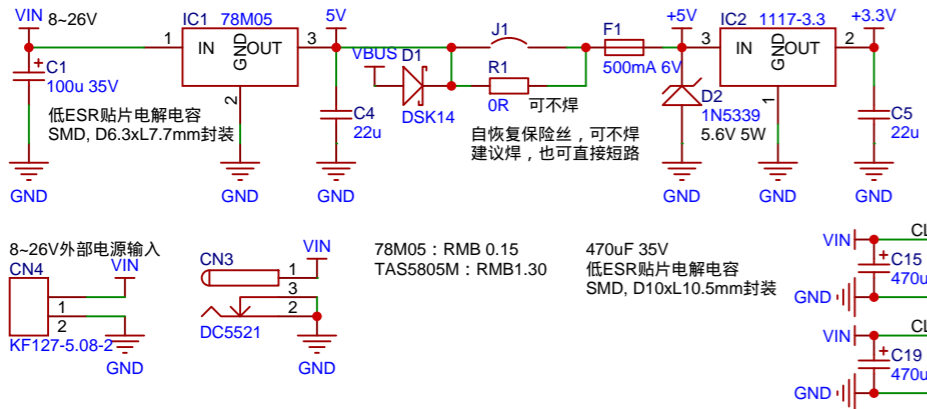 VIN 8~26V IC1 78M05 5V J1 F1 +5V IC2 1117-3.3 +3.3V
1 IN GND OUT 3 VBUS D1 3 IN GND OUT 2
+ C1
100u 35V
R1 500mA 6V
2 DSK14 0R 可不焊 D2 1
低ESR贴片电解电容
SMD, D6.3xL7.7mm封装
C4
22u
自恢复保险丝，可不焊
建议焊，也可直接短路
1N5339
5.6V 5W
C5
22u
GND GND GND GND GND GND
8~26V外部电源输入
CN4 VIN
1
2
KF127-5.08-2
GND
CN3 VIN
1
3
2
DC5521
GND
78M05：RMB 0.15
TAS5805M：RMB1.30
470uF 35V
低ESR贴片电解电容
SMD, D10xL10.5mm封装
VIN CL
+ C15
470u
GND
VIN CL
+ C19
470u
GND